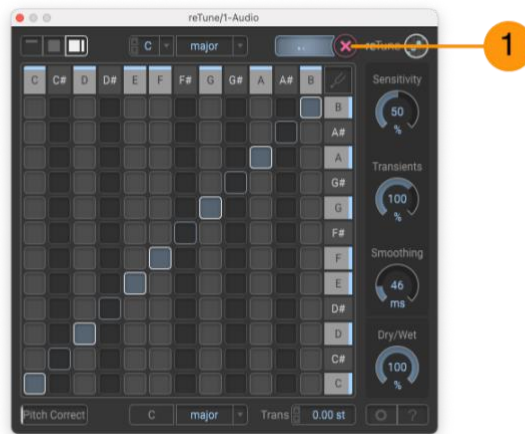 reTune/1-Audio
C major .. reTune
1
C C# D D# E F F# G G# A A# B
Sensitivity
50
%
B
A#
A
G#
G
F#
F
E
D#
D
C#
C
Transients
100
%
Smoothing
46
ms
Dry/Wet
100
%
Pitch Correct C major Trans 0.00 st ?